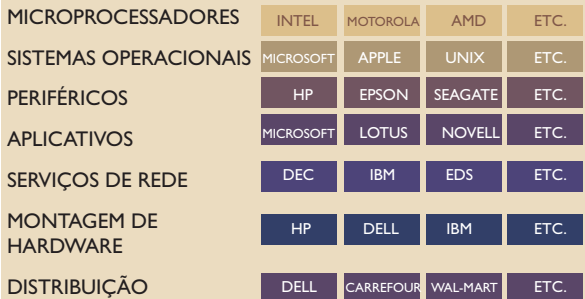 MICROPROCESSADORES INTEL MOTOROLA AMD ETC.
SISTEMAS OPERACIONAIS MICROSOFT APPLE UNIX ETC.
PERIFÉRICOS HP EPSON SEAGATE ETC.
APLICATIVOS MICROSOFT LOTUS NOVELL ETC.
SERVIÇOS DE REDE DEC IBM EDS ETC.
MONTAGEM DE
HARDWARE HP DELL IBM ETC.
DISTRIBUIÇÃO DELL CARREFOUR WAL-MART ETC.